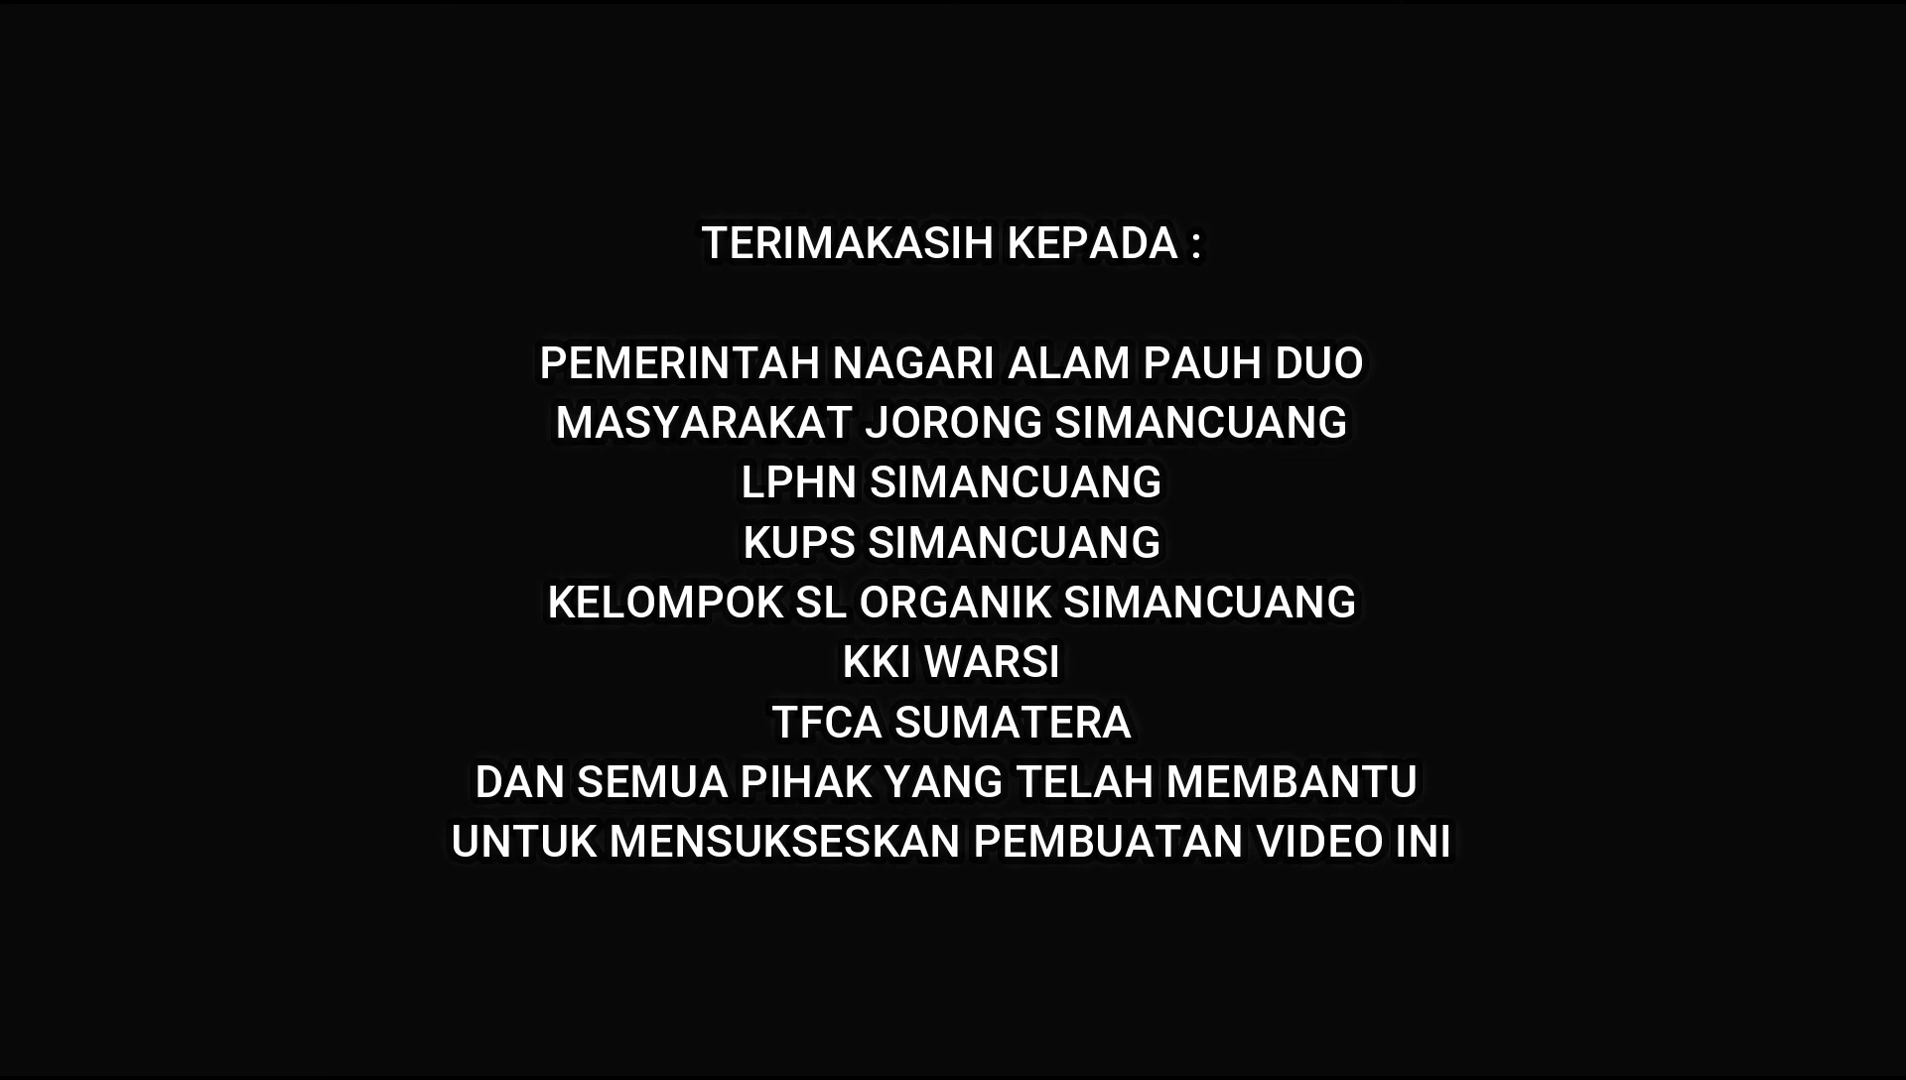 TERIMAKASIH KEPADA :
PEMERINTAH NAGARI ALAM PAUH DUO
MASYARAKAT JORONG SIMANCUANG
LPHN SIMANCUANG
KUPS SIMANCUANG
KELOMPOK SL ORGANIK SIMANCUANG
KKI WARSI
TFCA SUMATERA
DAN SEMUA PIHAK YANG TELAH MEMBANTU
UNTUK MENSUKSESKAN PEMBUATAN VIDEO INI